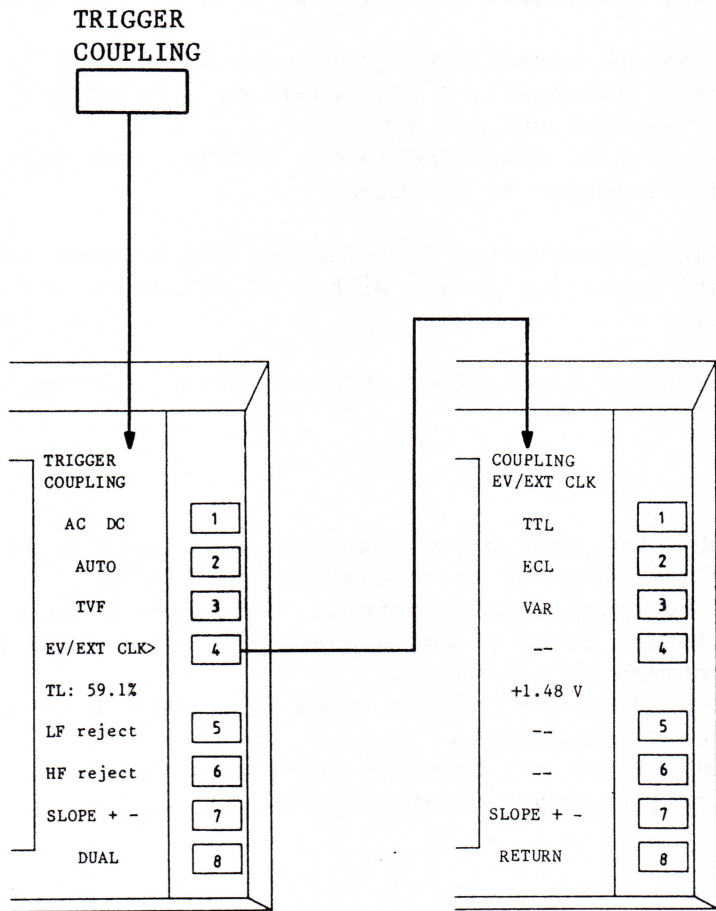 TRIGGER
COUPLING
TRIGGER
COUPLING
AC DC 1
AUTO 2
TVF 3
EV/EXT CLK> 4
TL: 59.1%
LF reject 5
HF reject 6
SLOPE + - 7
DUAL 8
COUPLING
EV/EXT CLK
TTL 1
ECL 2
VAR 3
-- 4
+1.48 V
-- 5
-- 6
SLOPE + - 7
RETURN 8